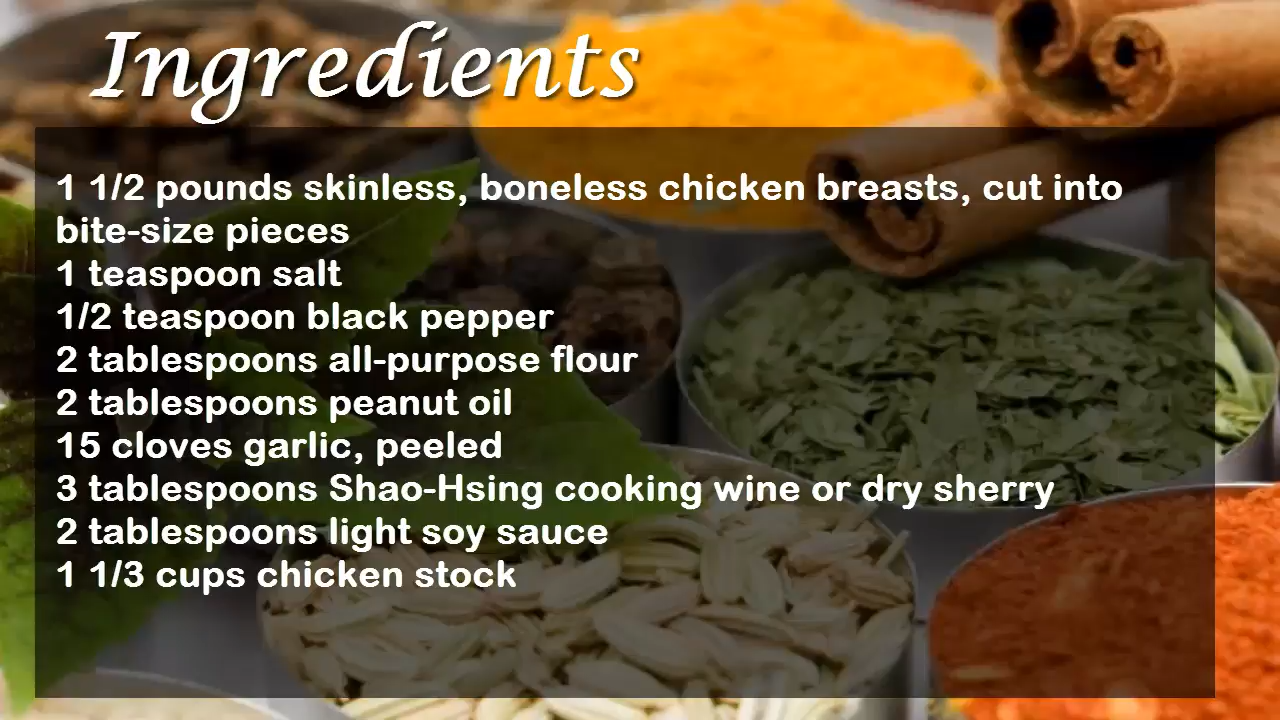 Ingredients
1 1/2 pounds skinless, boneless chicken breasts, cut into
bite-size pieces
1 teaspoon salt
1/2 teaspoon black pepper
2 tablespoons all-purpose flour
2 tablespoons peanut oil
15 cloves garlic, peeled
3 tablespoons Shao-Hsing cooking wine or dry sherry
2 tablespoons light soy sauce
1 1/3 cups chicken stock